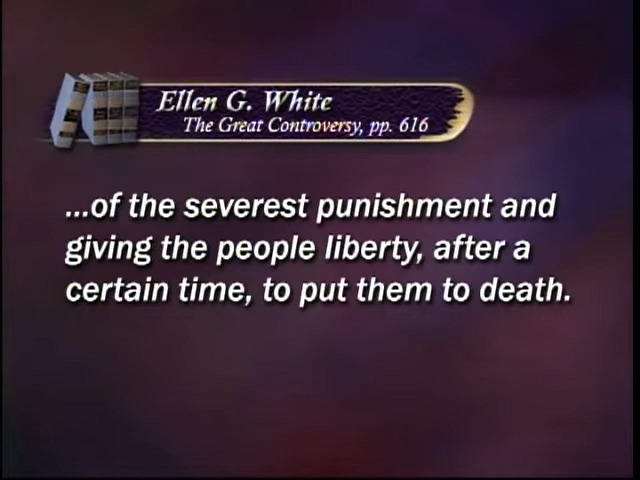 Ellen G. White
The Great Controversy, pp. 616
...of the severest punishment and
giving the people liberty, after a
certain time, to put them to death.